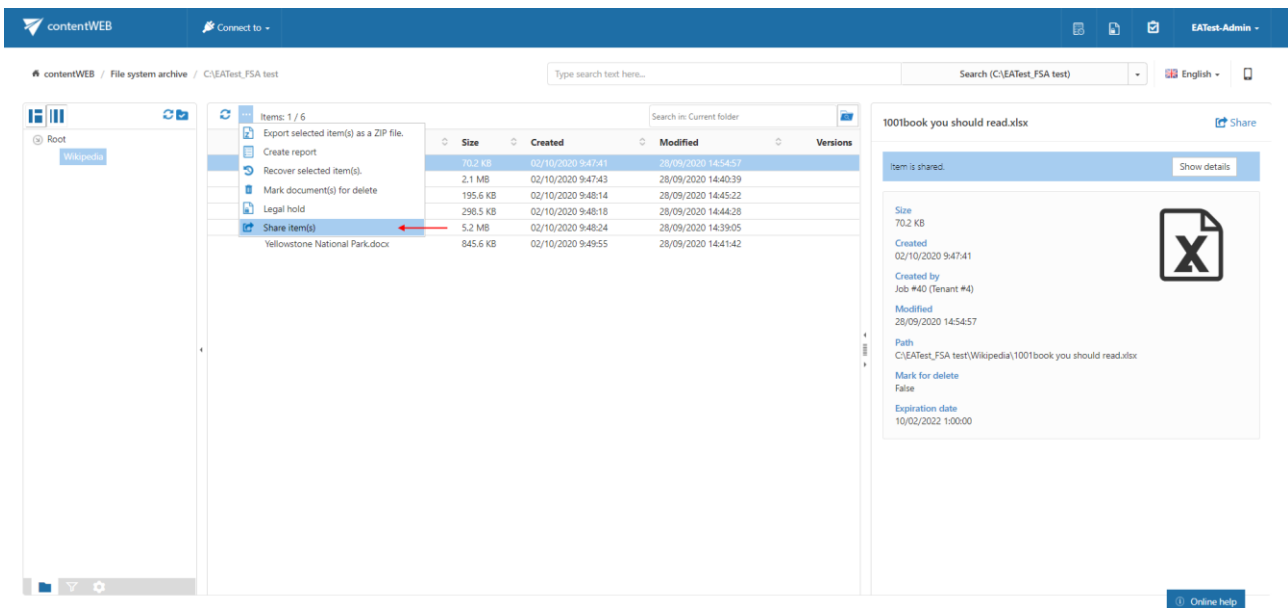 contentWEB
Connect to
EATest-Admin
contentWEB / File system archive / C:\EATest_FSA test
Type search text here...
Search (C:\EATest_FSA test)
English
Root
Wikipedia
Items: 1 / 6
Search in: Current folder
Export selected item(s) as a ZIP file.
Create report
Recover selected item(s).
Mark document(s) for delete
Legal hold
Share item(s)
Size Created Modified Versions
70.2 KB 02/10/2020 9:47:41 28/09/2020 14:54:57
2.1 MB 02/10/2020 9:47:43 28/09/2020 14:40:39
195.6 KB 02/10/2020 9:48:14 28/09/2020 14:45:22
298.5 KB 02/10/2020 9:48:18 28/09/2020 14:44:28
5.2 MB 02/10/2020 9:48:24 28/09/2020 14:39:05
Yellowstone National Park.docx 845.6 KB 02/10/2020 9:49:55 28/09/2020 14:41:42
1001book you should read.xlsx
Share
Item is shared.
Show details
Size
70.2 KB
Created
02/10/2020 9:47:41
Created by
Job #40 (Tenant #4)
Modified
28/09/2020 14:54:57
Path
C:\EATest_FSA test\Wikipedia\1001book you should read.xlsx
Mark for delete
False
Expiration date
10/02/2022 1:00:00
Online help